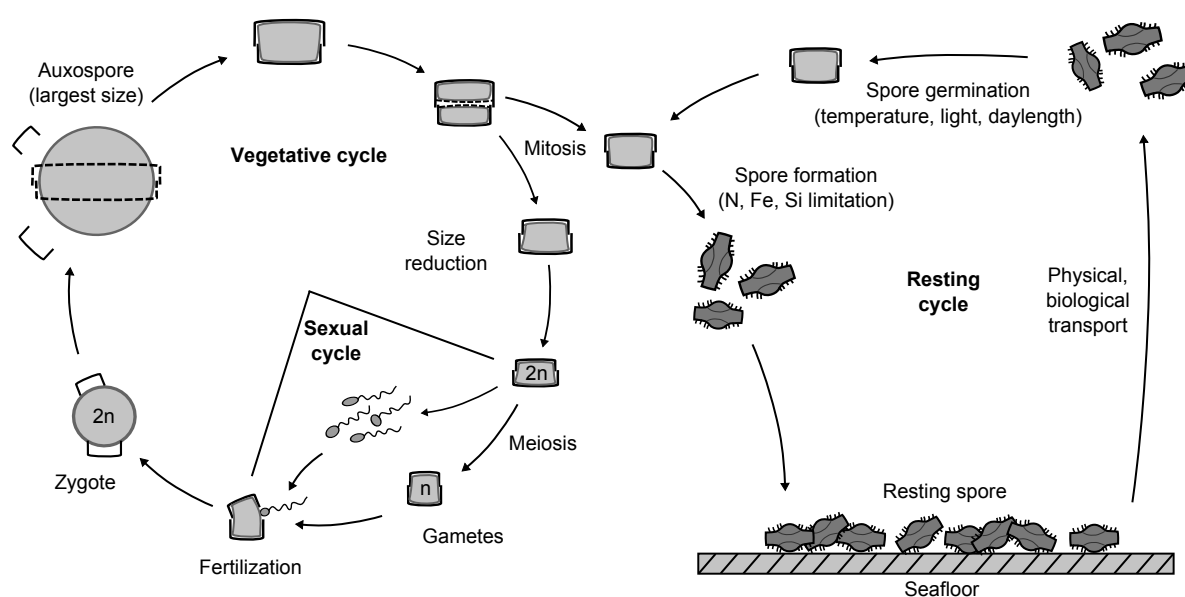 Auxospore
(largest size)
Vegetative cycle
Mitosis
Size
reduction
Sexual
cycle
2n
Meiosis
n
Gametes
Fertilization
2n
Zygote
Spore germination
(temperature, light, daylength)
Spore formation
(N, Fe, Si limitation)
Resting
cycle
Physical,
biological
transport
Resting spore
Seafloor